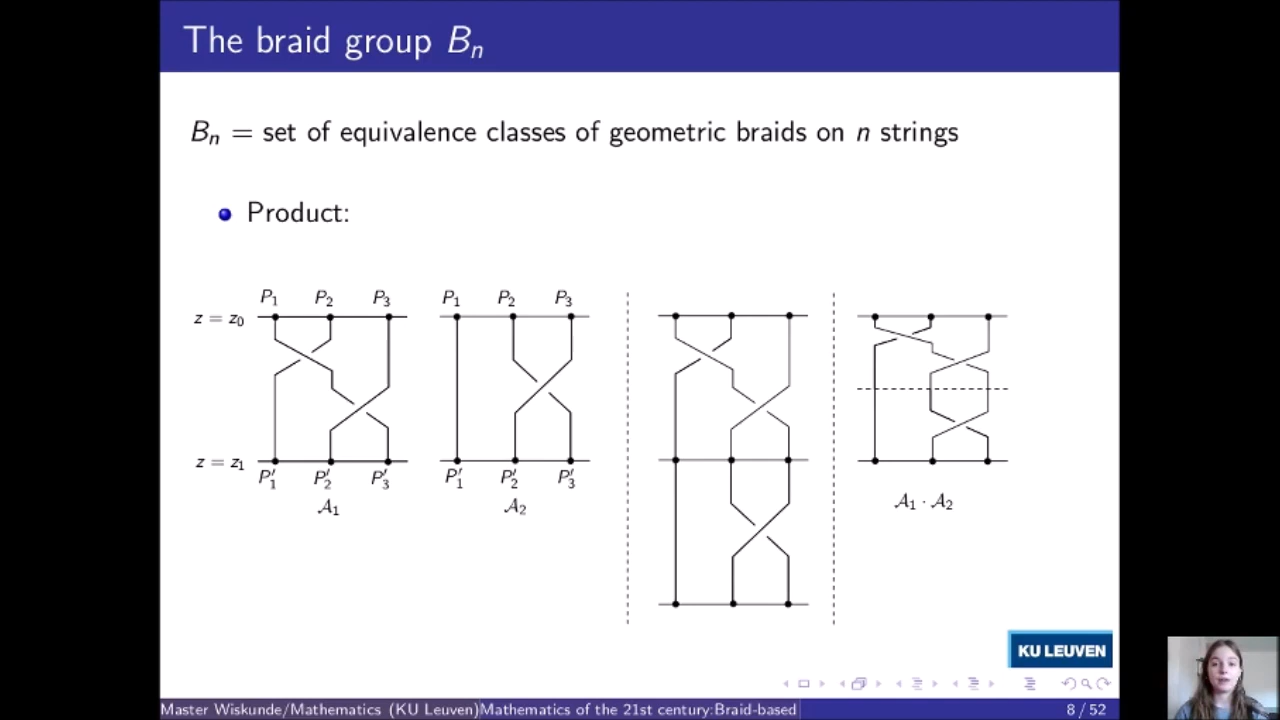 The braid group Bₙ
Bₙ = set of equivalence classes of geometric braids on n strings
Product:
P₁ P₂ P₃ P₁ P₂ P₃
z = z₀
z = z₁
P′₁ P′₂ P′₃ P′₁ P′₂ P′₃
𝒜₁ 𝒜₂ 𝒜₁ · 𝒜₂
KU LEUVEN
Master Wiskunde/Mathematics (KU Leuven) Mathematics of the 21st century:Braid-based 8 / 52